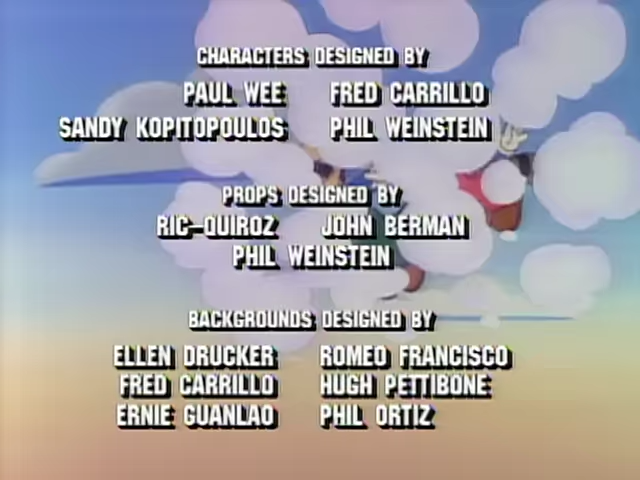 CHARACTERS DESIGNED BY
PAUL WEE FRED CARRILLO
SANDY KOPITOPOULOS PHIL WEINSTEIN
PROPS DESIGNED BY
RIC-QUIROZ JOHN BERMAN
PHIL WEINSTEIN
BACKGROUNDS DESIGNED BY
ELLEN DRUCKER ROMEO FRANCISCO
FRED CARRILLO HUGH PETTIBONE
ERNIE GUANLAO PHIL ORTIZ